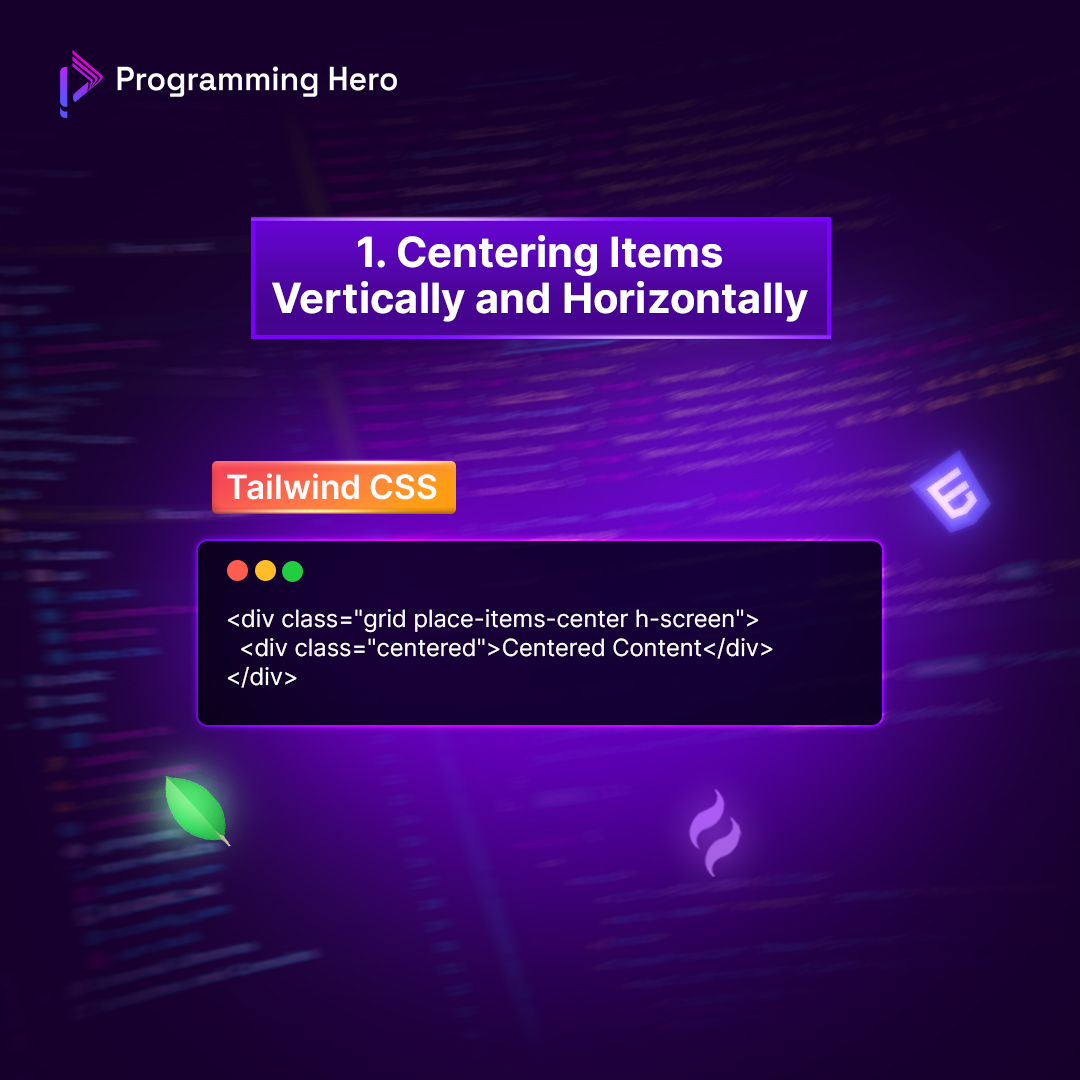 Programming Hero
1. Centering Items
Vertically and Horizontally
Tailwind CSS
<div class="grid place-items-center h-screen">
  <div class="centered">Centered Content</div>
</div>